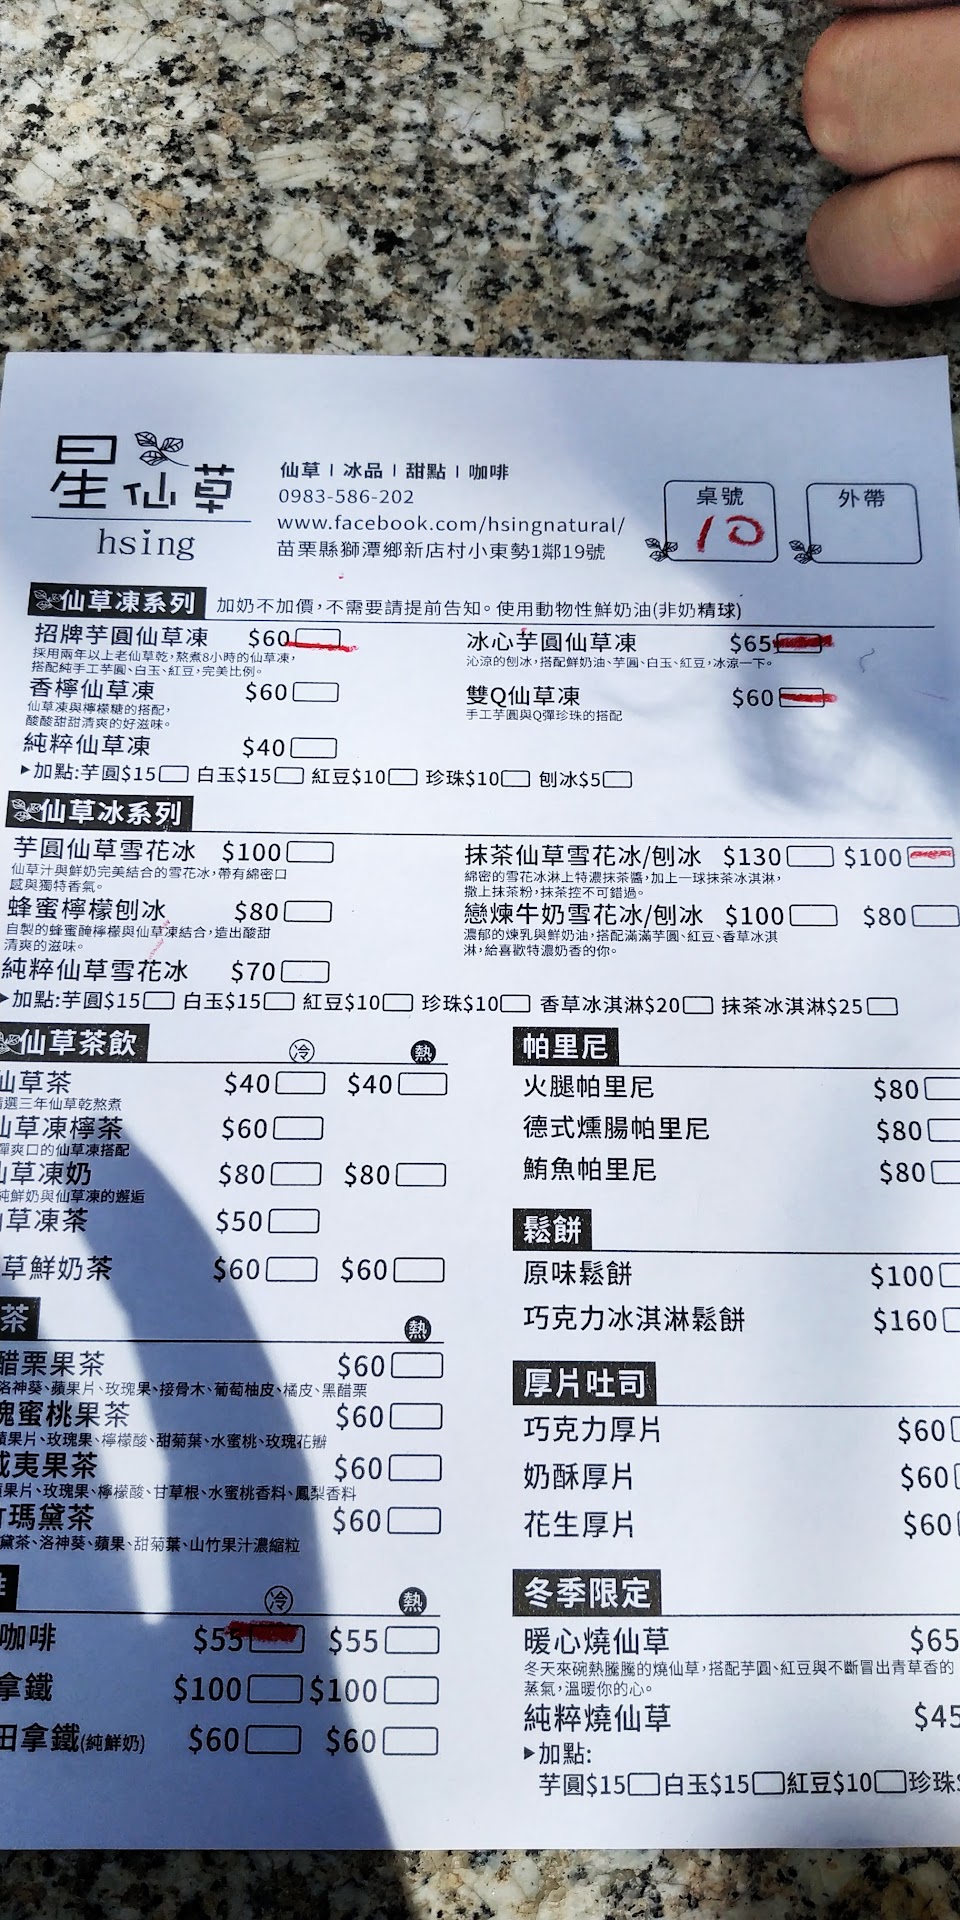 星仙草
hsing
仙草 | 冰品 | 甜點 | 咖啡
0983-586-202
www.facebook.com/hsingnatural/
苗栗縣獅潭鄉新店村小東勢1鄰19號
桌號
10
外帶
仙草凍系列 加奶不加價,不需要請提前告知。使用動物性鮮奶油(非奶精球)
招牌芋圓仙草凍 $60
採用兩年以上老仙草乾,熬煮8小時的仙草凍,
搭配純手工芋圓、白玉、紅豆,完美比例。
冰心芋圓仙草凍 $65
沁涼的刨冰,搭配鮮奶油、芋圓、白玉、紅豆,冰涼一下。
香檸仙草凍 $60
仙草凍與檸檬糖的搭配,
酸酸甜甜清爽的好滋味。
雙Q仙草凍 $60
手工芋圓與Q彈珍珠的搭配
純粹仙草凍 $40
▶加點:芋圓$15 白玉$15 紅豆$10 珍珠$10 刨冰$5
仙草冰系列
芋圓仙草雪花冰 $100
仙草汁與鮮奶完美結合的雪花冰,帶有綿密口
感與獨特香氣。
抹茶仙草雪花冰/刨冰 $130 $100
綿密的雪花冰淋上特濃抹茶醬,加上一球抹茶冰淇淋,
撒上抹茶粉,抹茶控不可錯過。
蜂蜜檸檬刨冰 $80
自製的蜂蜜醃檸檬與仙草凍結合,造出酸甜
清爽的滋味。
戀煉牛奶雪花冰/刨冰 $100 $80
濃郁的煉乳與鮮奶油,搭配滿滿芋圓、紅豆、香草冰淇
淋,給喜歡特濃奶香的你。
純粹仙草雪花冰 $70
▶加點:芋圓$15 白玉$15 紅豆$10 珍珠$10 香草冰淇淋$20 抹茶冰淇淋$25
仙草茶飲 冷 熱
仙草茶 $40 $40
選三年仙草乾熬煮
仙草凍檸茶 $60
彈爽口的仙草凍搭配
草凍奶 $80 $80
純鮮奶與仙草凍的邂逅
草凍茶 $50
草鮮奶茶 $60 $60
茶 熱
醋栗果茶 $60
洛神葵、蘋果片、玫瑰果、接骨木、葡萄柚皮、橘皮、黑醋栗
瑰蜜桃果茶 $60
蘋果片、玫瑰果、檸檬酸、甜菊葉、水蜜桃、玫瑰花瓣
威夷果茶 $60
果片、玫瑰果、檸檬酸、甘草根、水蜜桃香料、鳳梨香料
瑪黛茶 $60
黛茶、洛神葵、蘋果、甜菊葉、山竹果汁濃縮粒
冷 熱
咖啡 $55 $55
拿鐵 $100 $100
田拿鐵(純鮮奶) $60 $60
帕里尼
火腿帕里尼 $80
德式燻腸帕里尼 $80
鮪魚帕里尼 $80
鬆餅
原味鬆餅 $100
巧克力冰淇淋鬆餅 $160
厚片吐司
巧克力厚片 $60
奶酥厚片 $60
花生厚片 $60
冬季限定
暖心燒仙草 $65
冬天來碗熱騰騰的燒仙草,搭配芋圓、紅豆與不斷冒出青草香的
蒸氣,溫暖你的心。
純粹燒仙草 $45
▶加點:
芋圓$15 白玉$15 紅豆$10 珍珠